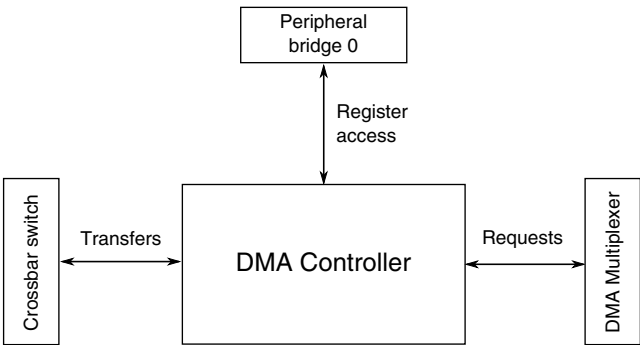 Peripheral
bridge 0
Register
access
Crossbar switch
Transfers
DMA Controller
Requests
DMA Multiplexer